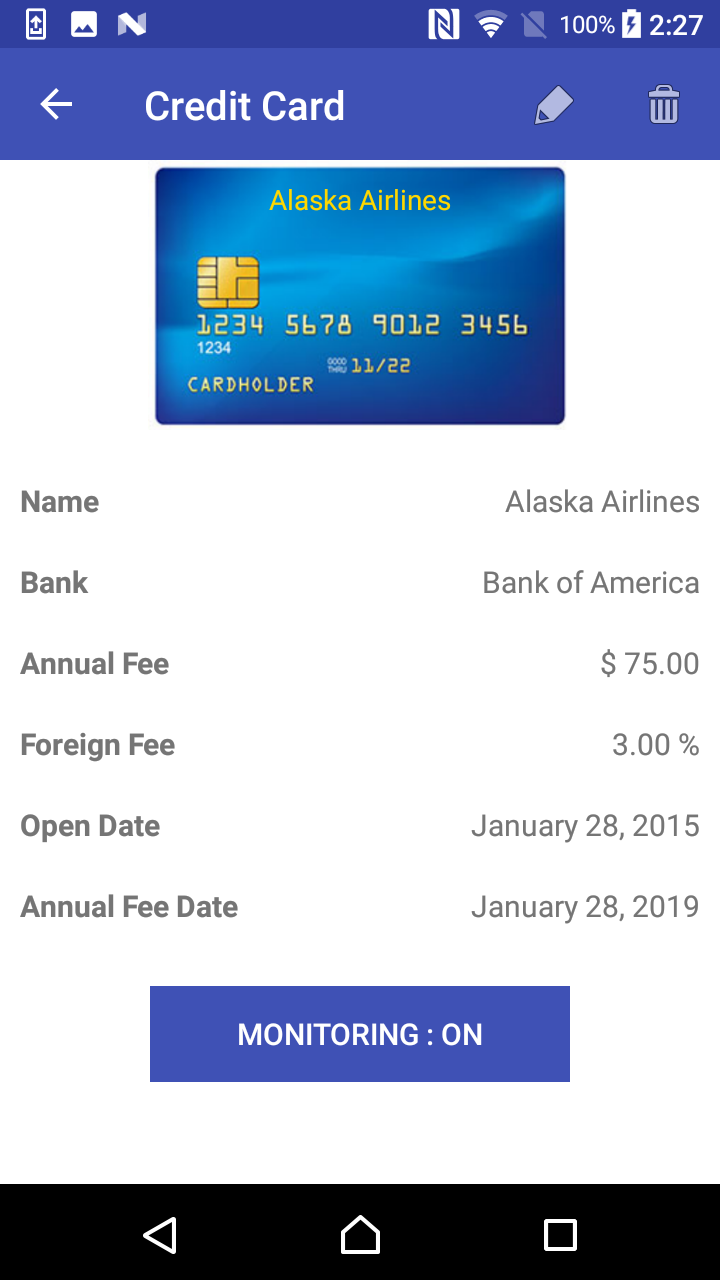 100% 2:27
Credit Card
Alaska Airlines
1234 5678 9012 3456
1234
GOOD THRU 11/22
CARDHOLDER
Name Alaska Airlines
Bank Bank of America
Annual Fee $ 75.00
Foreign Fee 3.00 %
Open Date January 28, 2015
Annual Fee Date January 28, 2019
MONITORING : ON